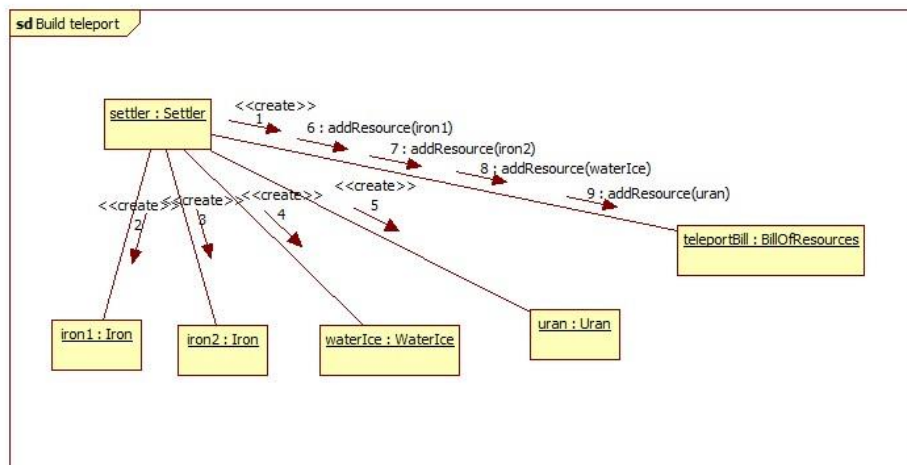 sd Build teleport
settler : Settler
<<create>>
1
6 : addResource(iron1)
7 : addResource(iron2)
8 : addResource(waterIce)
9 : addResource(uran)
<<create>>
2
<<create>>
3
<<create>>
4
<<create>>
5
teleportBill : BillOfResources
iron1 : Iron
iron2 : Iron
waterIce : WaterIce
uran : Uran